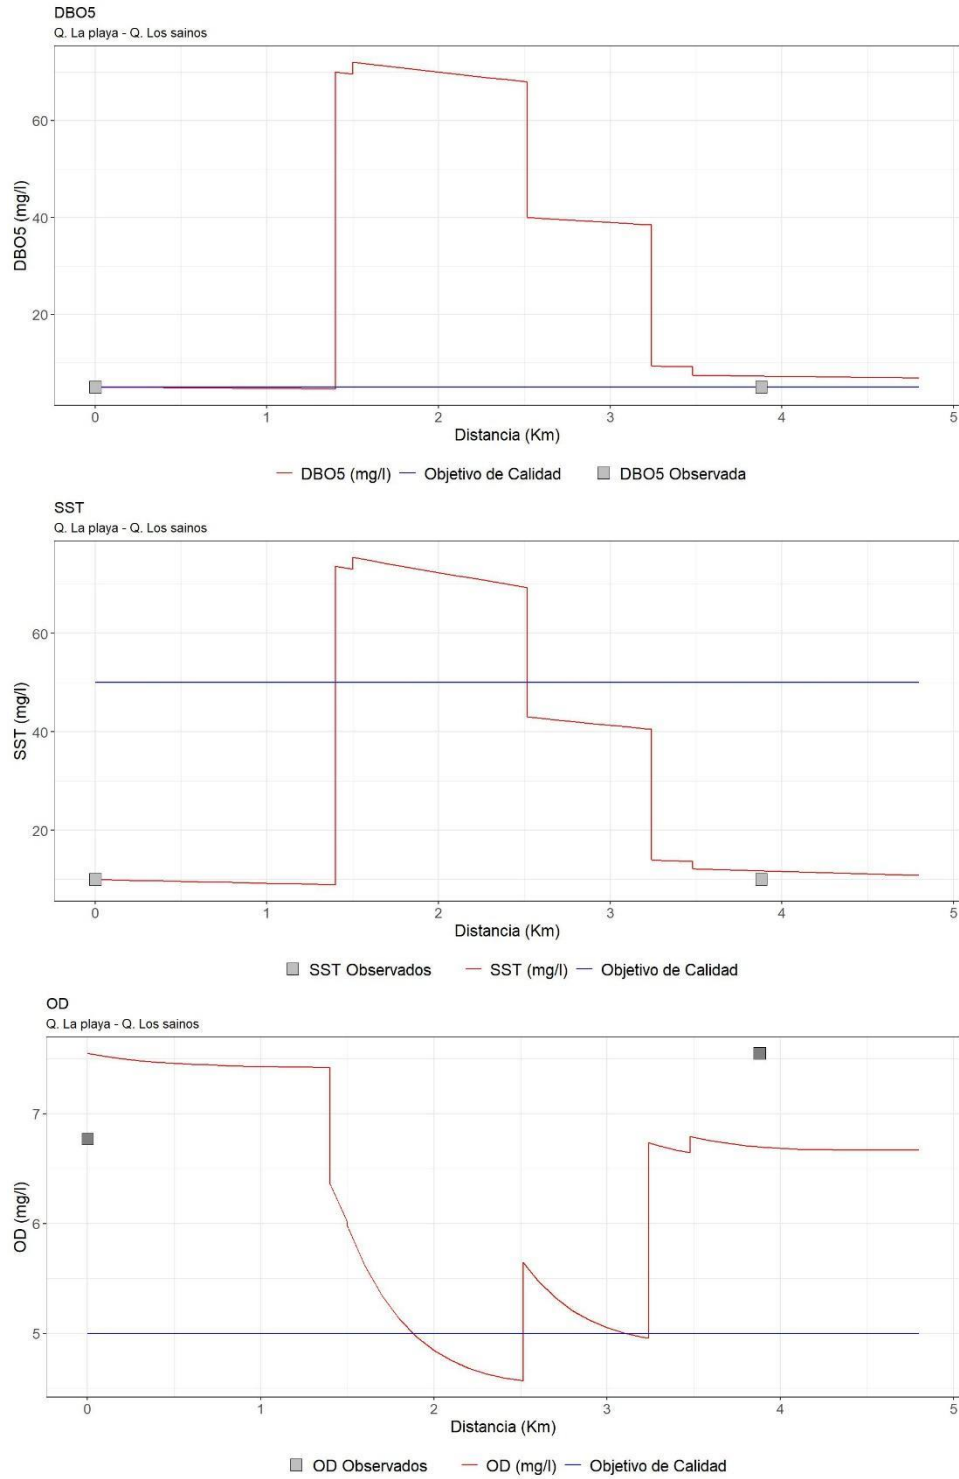 DBO5
Q. La playa - Q. Los sainos
60
40
20
DBO5 (mg/l)
0 1 2 3 4 5
Distancia (Km)
DBO5 (mg/l) Objetivo de Calidad DBO5 Observada
SST
Q. La playa - Q. Los sainos
60
40
20
SST (mg/l)
0 1 2 3 4 5
Distancia (Km)
SST Observados SST (mg/l) Objetivo de Calidad
OD
Q. La playa - Q. Los sainos
7
6
5
OD (mg/l)
0 1 2 3 4 5
Distancia (Km)
OD Observados OD (mg/l) Objetivo de Calidad